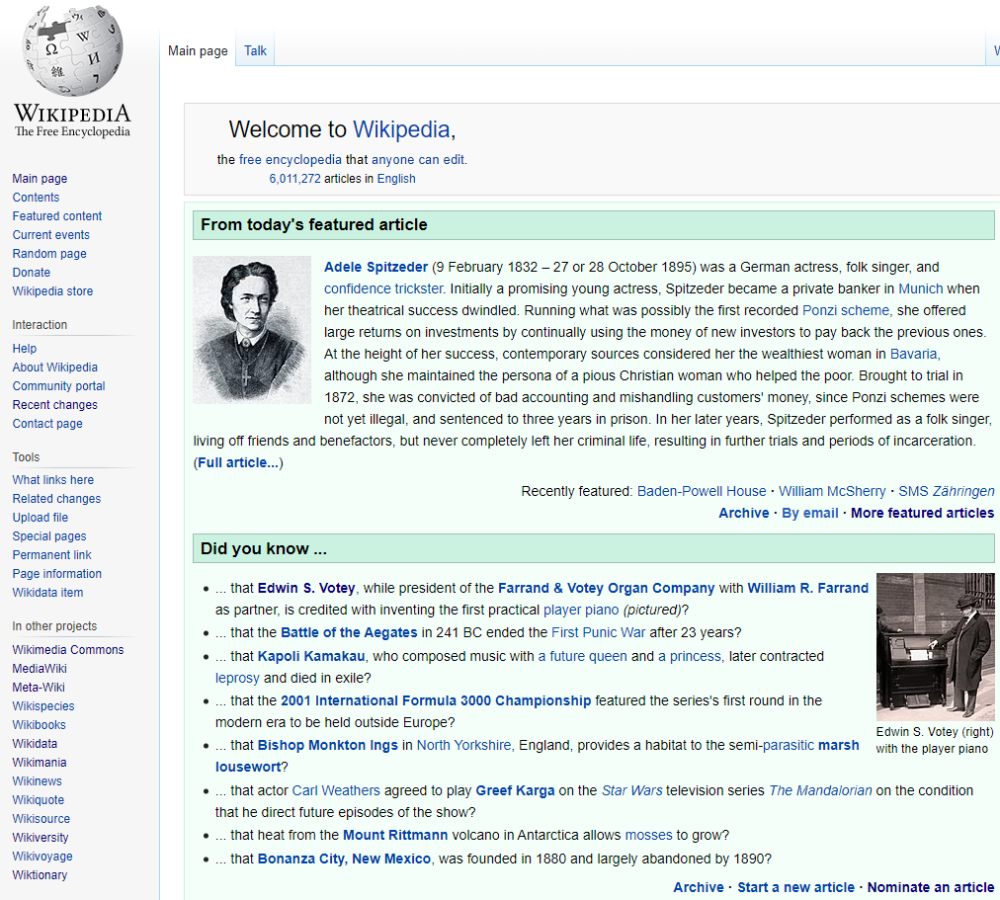 WIKIPEDIA
The Free Encyclopedia
Main page
Contents
Featured content
Current events
Random page
Donate
Wikipedia store
Interaction
Help
About Wikipedia
Community portal
Recent changes
Contact page
Tools
What links here
Related changes
Upload file
Special pages
Permanent link
Page information
Wikidata item
In other projects
Wikimedia Commons
MediaWiki
Meta-Wiki
Wikispecies
Wikibooks
Wikidata
Wikimania
Wikinews
Wikiquote
Wikisource
Wikiversity
Wikivoyage
Wiktionary
Main page Talk
Welcome to Wikipedia,
the free encyclopedia that anyone can edit.
6,011,272 articles in English
From today's featured article
Adele Spitzeder (9 February 1832 – 27 or 28 October 1895) was a German actress, folk singer, and
confidence trickster. Initially a promising young actress, Spitzeder became a private banker in Munich when
her theatrical success dwindled. Running what was possibly the first recorded Ponzi scheme, she offered
large returns on investments by continually using the money of new investors to pay back the previous ones.
At the height of her success, contemporary sources considered her the wealthiest woman in Bavaria,
although she maintained the persona of a pious Christian woman who helped the poor. Brought to trial in
1872, she was convicted of bad accounting and mishandling customers' money, since Ponzi schemes were
not yet illegal, and sentenced to three years in prison. In her later years, Spitzeder performed as a folk singer,
living off friends and benefactors, but never completely left her criminal life, resulting in further trials and periods of incarceration.
(Full article...)
Recently featured: Baden-Powell House · William McSherry · SMS Zähringen
Archive · By email · More featured articles
Did you know ...
• ... that Edwin S. Votey, while president of the Farrand & Votey Organ Company with William R. Farrand
as partner, is credited with inventing the first practical player piano (pictured)?
• ... that the Battle of the Aegates in 241 BC ended the First Punic War after 23 years?
• ... that Kapoli Kamakau, who composed music with a future queen and a princess, later contracted
leprosy and died in exile?
• ... that the 2001 International Formula 3000 Championship featured the series's first round in the
modern era to be held outside Europe?
• ... that Bishop Monkton Ings in North Yorkshire, England, provides a habitat to the semi-parasitic marsh
lousewort?
• ... that actor Carl Weathers agreed to play Greef Karga on the Star Wars television series The Mandalorian on the condition
that he direct future episodes of the show?
• ... that heat from the Mount Rittmann volcano in Antarctica allows mosses to grow?
• ... that Bonanza City, New Mexico, was founded in 1880 and largely abandoned by 1890?
Edwin S. Votey (right)
with the player piano
Archive · Start a new article · Nominate an article